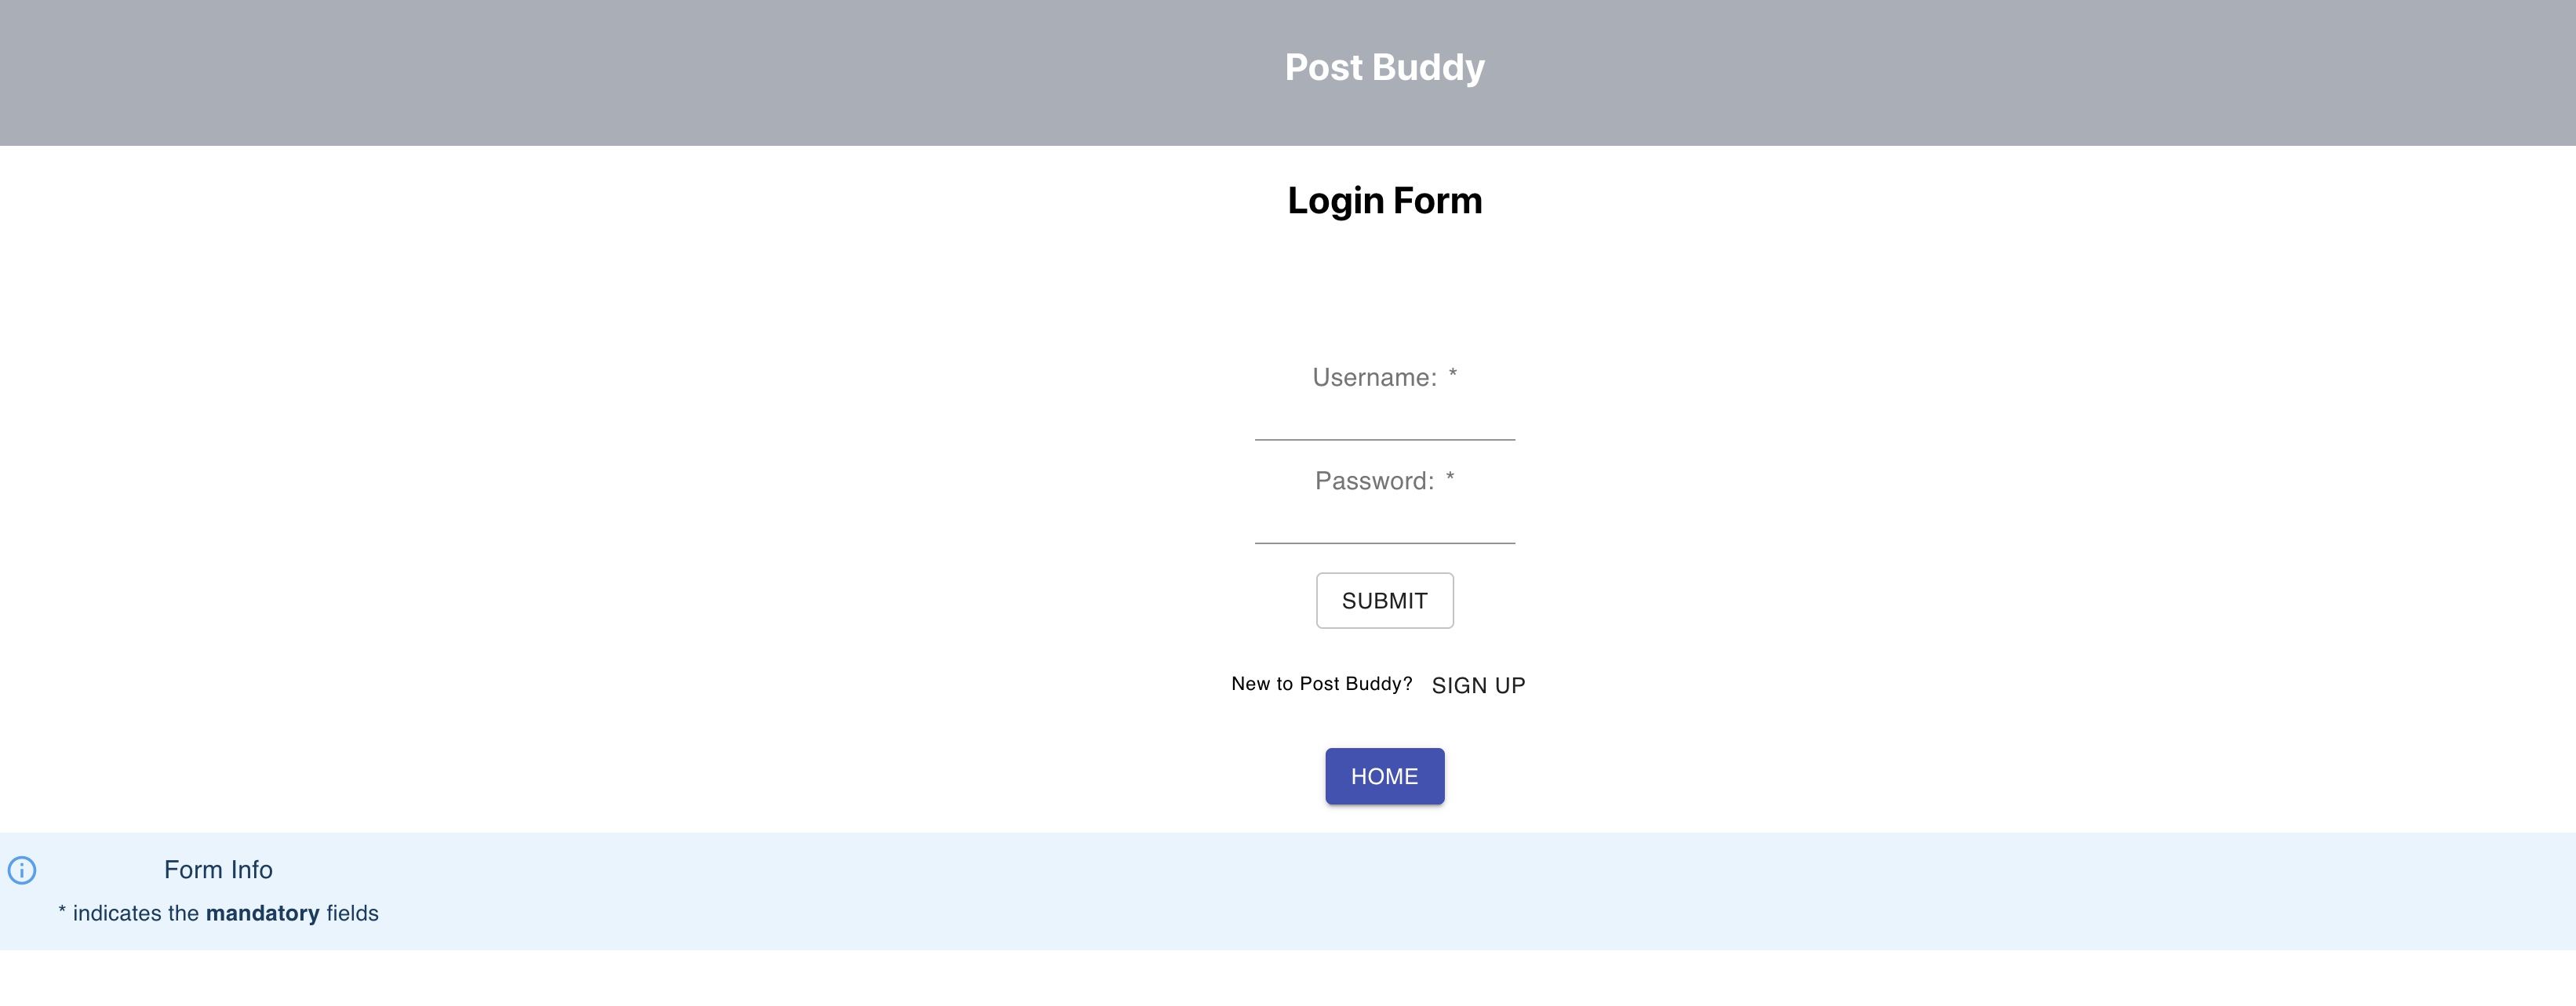 Post Buddy
Login Form
Username: *
Password: *
SUBMIT
New to Post Buddy? SIGN UP
HOME
Form Info
* indicates the mandatory fields